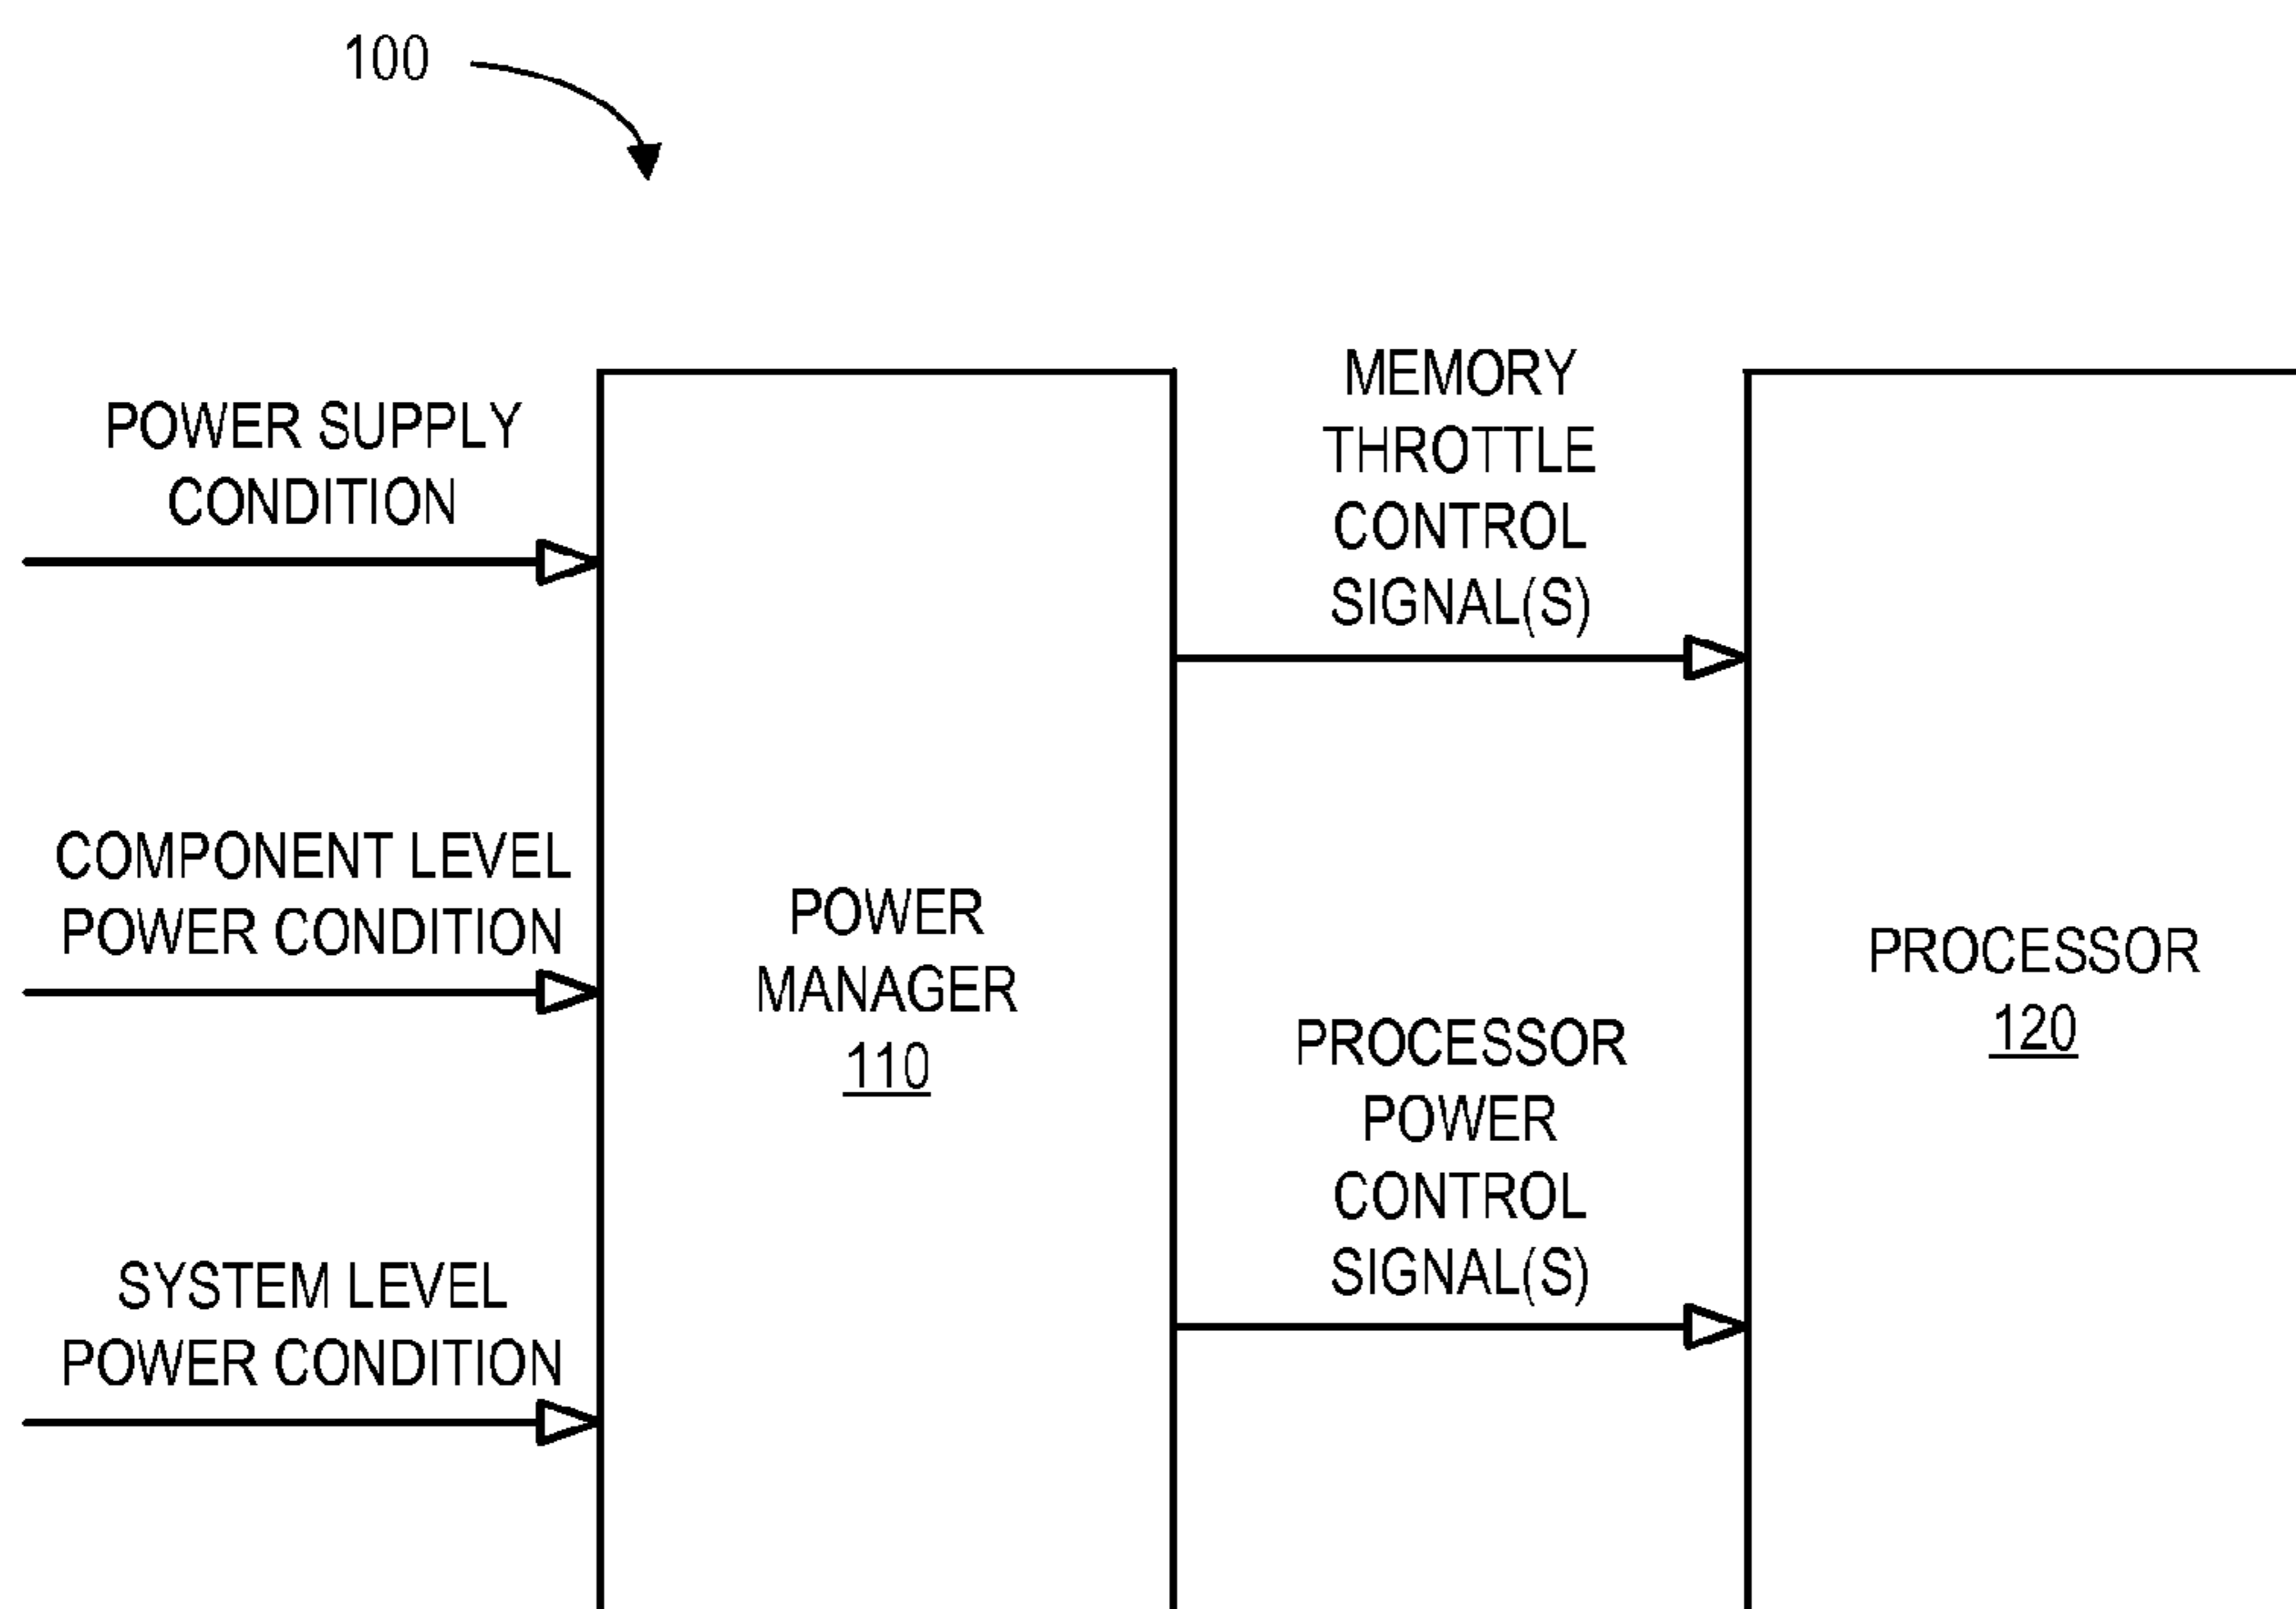 100
POWER SUPPLY
CONDITION
COMPONENT LEVEL
POWER CONDITION
SYSTEM LEVEL
POWER CONDITION
POWER
MANAGER
110
MEMORY
THROTTLE
CONTROL
SIGNAL(S)
PROCESSOR
POWER
CONTROL
SIGNAL(S)
PROCESSOR
120